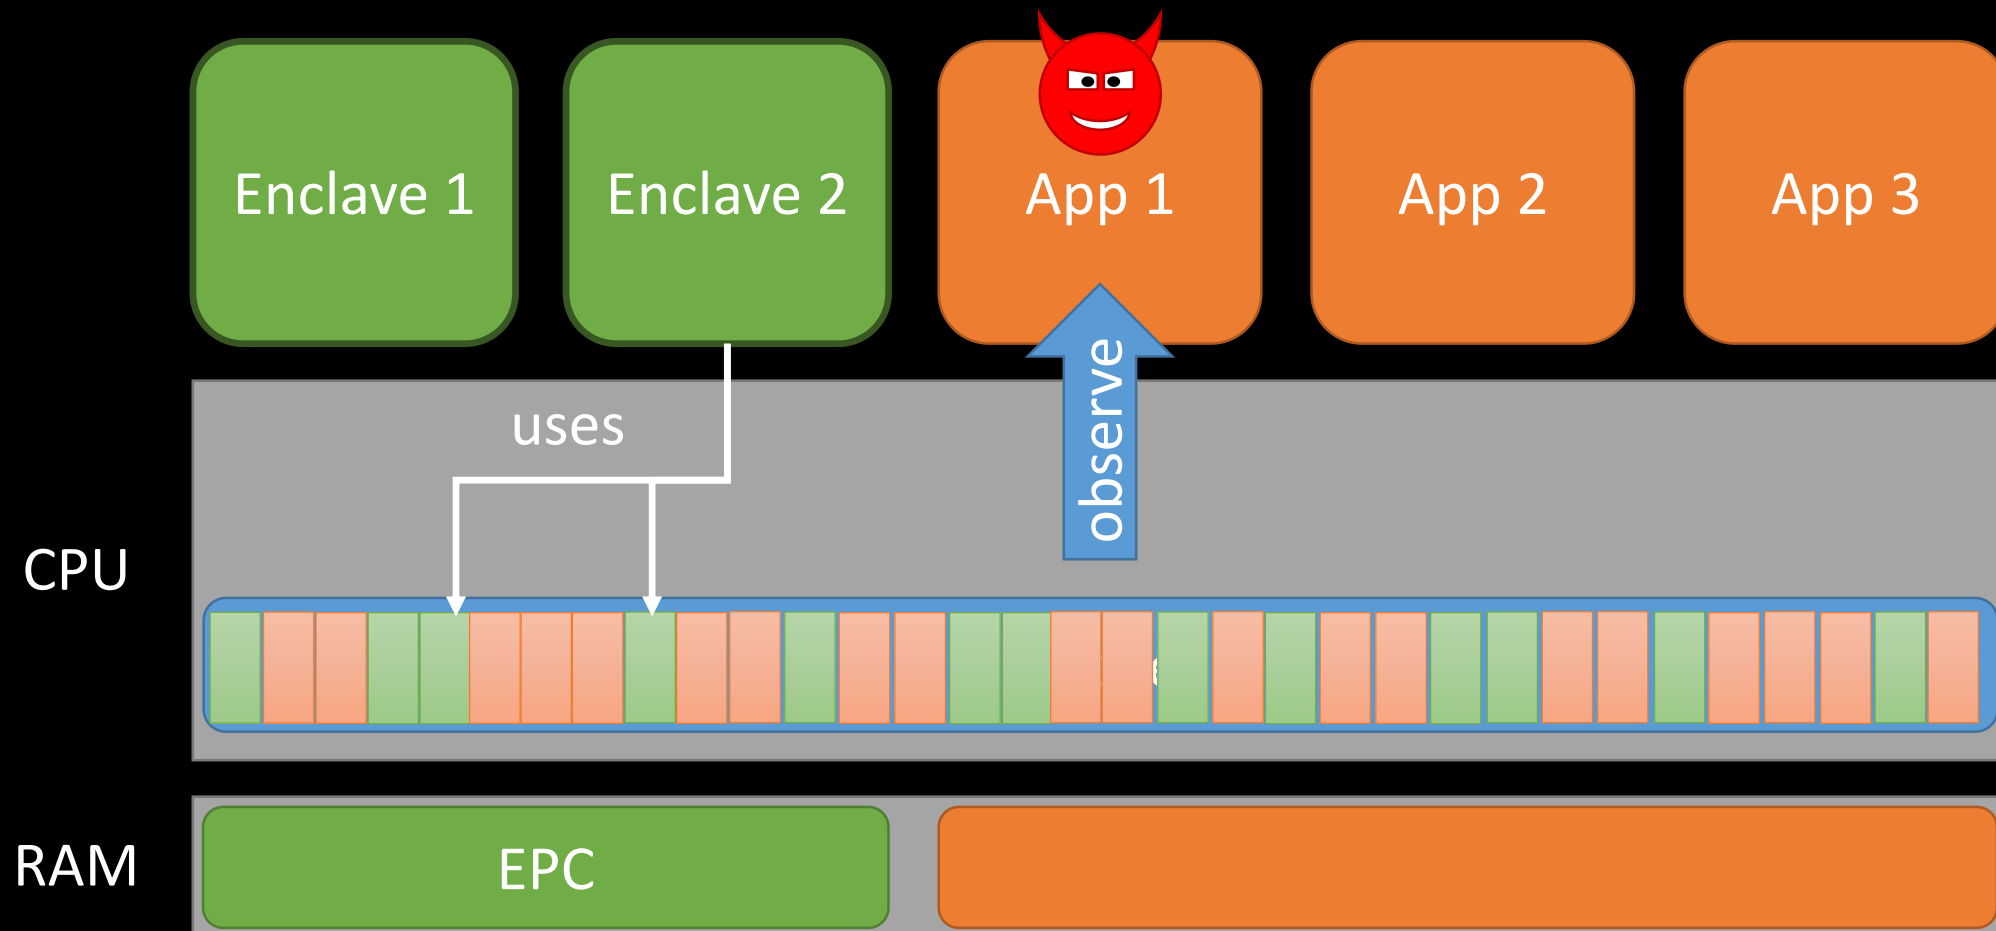 Enclave 1
Enclave 2
App 1
App 2
App 3
uses
observe
CPU
RAM
EPC